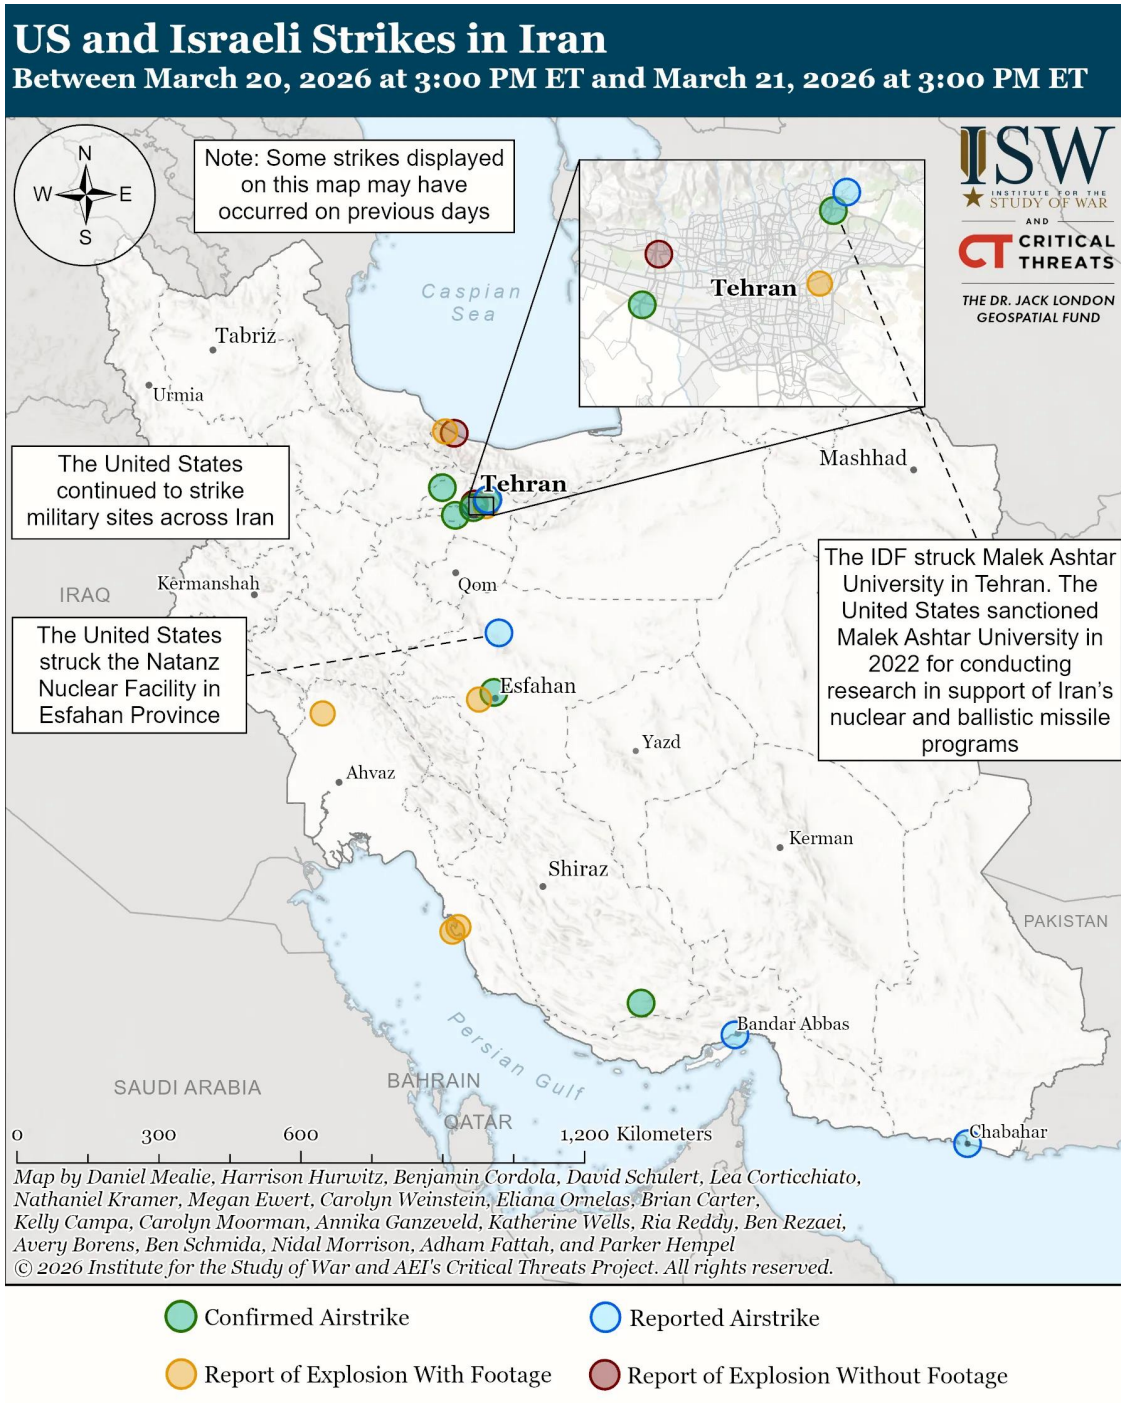 US and Israeli Strikes in Iran
Between March 20, 2026 at 3:00 PM ET and March 21, 2026 at 3:00 PM ET
N
W
E
S
Note: Some strikes displayed
on this map may have
occurred on previous days
ISW
INSTITUTE FOR THE
STUDY OF WAR
AND
CT CRITICAL
THREATS
THE DR. JACK LONDON
GEOSPATIAL FUND
Tehran
Caspian
Sea
Tabriz
Urmia
The United States
continued to strike
military sites across Iran
Tehran
Mashhad
The IDF struck Malek Ashtar
University in Tehran. The
United States sanctioned
Malek Ashtar University in
2022 for conducting
research in support of Iran's
nuclear and ballistic missile
programs
IRAQ
Kermanshah
Qom
The United States
struck the Natanz
Nuclear Facility in
Esfahan Province
Esfahan
Yazd
Ahvaz
Kerman
Shiraz
PAKISTAN
Persian Gulf
Bandar Abbas
SAUDI ARABIA
BAHRAIN
QATAR
Chabahar
0
300
600
1,200 Kilometers
Map by Daniel Mealie, Harrison Hurwitz, Benjamin Cordola, David Schulert, Lea Corticchiato,
Nathaniel Kramer, Megan Ewert, Carolyn Weinstein, Eliana Ornelas, Brian Carter,
Kelly Campa, Carolyn Moorman, Annika Ganzeveld, Katherine Wells, Ria Reddy, Ben Rezaei,
Avery Borens, Ben Schmida, Nidal Morrison, Adham Fattah, and Parker Hempel
© 2026 Institute for the Study of War and AEI's Critical Threats Project. All rights reserved.
Confirmed Airstrike
Reported Airstrike
Report of Explosion With Footage
Report of Explosion Without Footage